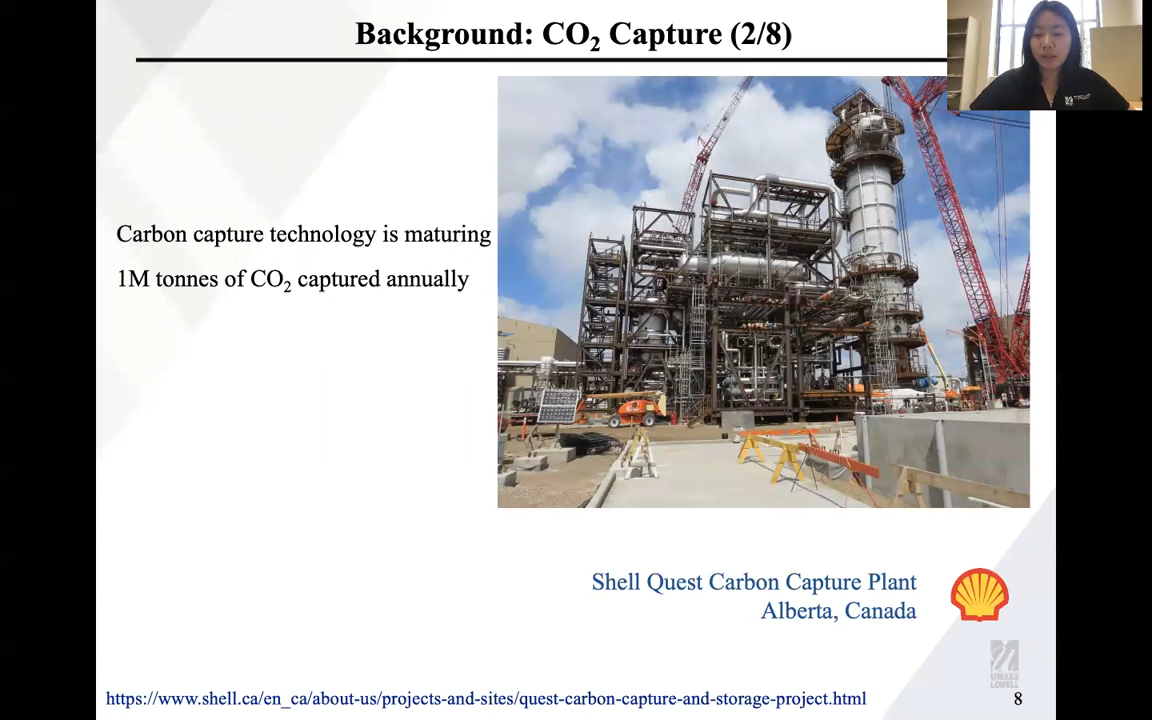 Background: CO₂ Capture (2/8)
Carbon capture technology is maturing
1M tonnes of CO₂ captured annually
Shell Quest Carbon Capture Plant
Alberta, Canada
UMASS
LOWELL
https://www.shell.ca/en_ca/about-us/projects-and-sites/quest-carbon-capture-and-storage-project.html
8